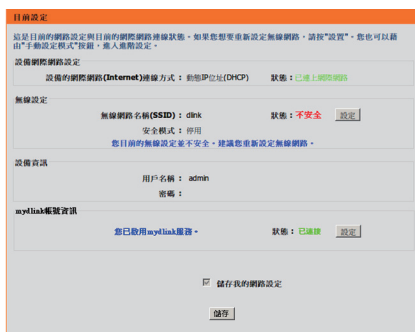 目前設定
這是目前的網路設定與目前的網際網路連線狀態。如果您想要重新設定無線網路,請按"設置"。您也可以藉
由"手動設定模式"按鈕,進入進階設定。
設備網際網路設定
設備的網際網路(Internet)連線方式: 動態IP位址(DHCP) 狀態:已連上網際網路
無線設定
無線網路名稱(SSID): dlink 狀態:不安全 設定
安全模式: 停用
您目前的無線設定並不安全。建議您重新設定無線網路。
設備資訊
用戶名稱: admin
密碼:
mydlink帳號資訊
您已啟用mydlink服務。 狀態:已註冊 設定
儲存我的網路設定
儲存